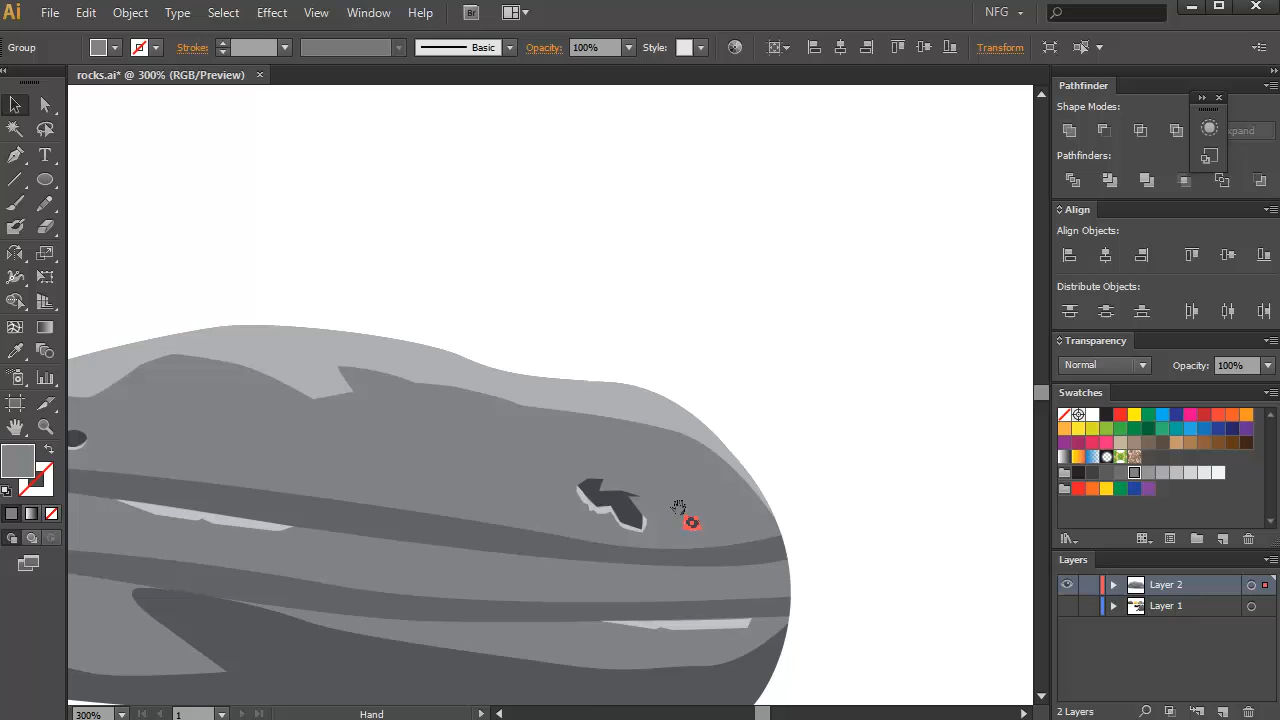 Ai File Edit Object Type Select Effect View Window Help Br NFG
Group Stroke: Basic Opacity: 100% Style: Transform
rocks.ai* @ 300% (RGB/Preview)
Pathfinder
Shape Modes:
xpand
Pathfinders:
Align
Align Objects:
Distribute Objects:
Transparency
Normal Opacity: 100%
Swatches
Layers
Layer 2
Layer 1
2 Layers
300% 1 Hand